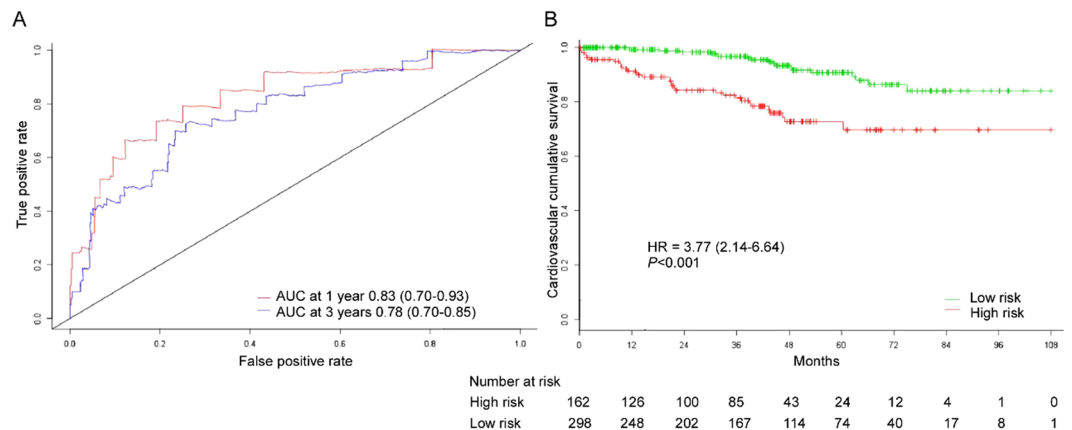 A
B
True positive rate
0.0
0.2
0.4
0.6
0.8
1.0
0.0
0.2
0.4
0.6
0.8
1.0
False positive rate
AUC at 1 year 0.83 (0.70-0.93)
AUC at 3 years 0.78 (0.70-0.85)
Cardiovascular cumulative survival
0.0
0.2
0.4
0.6
0.8
1.0
HR = 3.77 (2.14-6.64)
P<0.001
Low risk
High risk
0 12 24 36 48 60 72 84 96 108
Months
Number at risk
High risk 162 126 100 85 43 24 12 4 1 0
Low risk 298 248 202 167 114 74 40 17 8 1